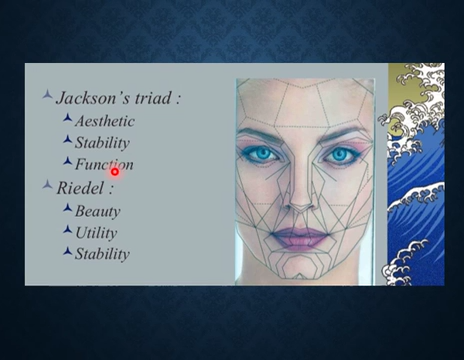 Jackson's triad :
Aesthetic
Stability
Function
Riedel :
Beauty
Utility
Stability